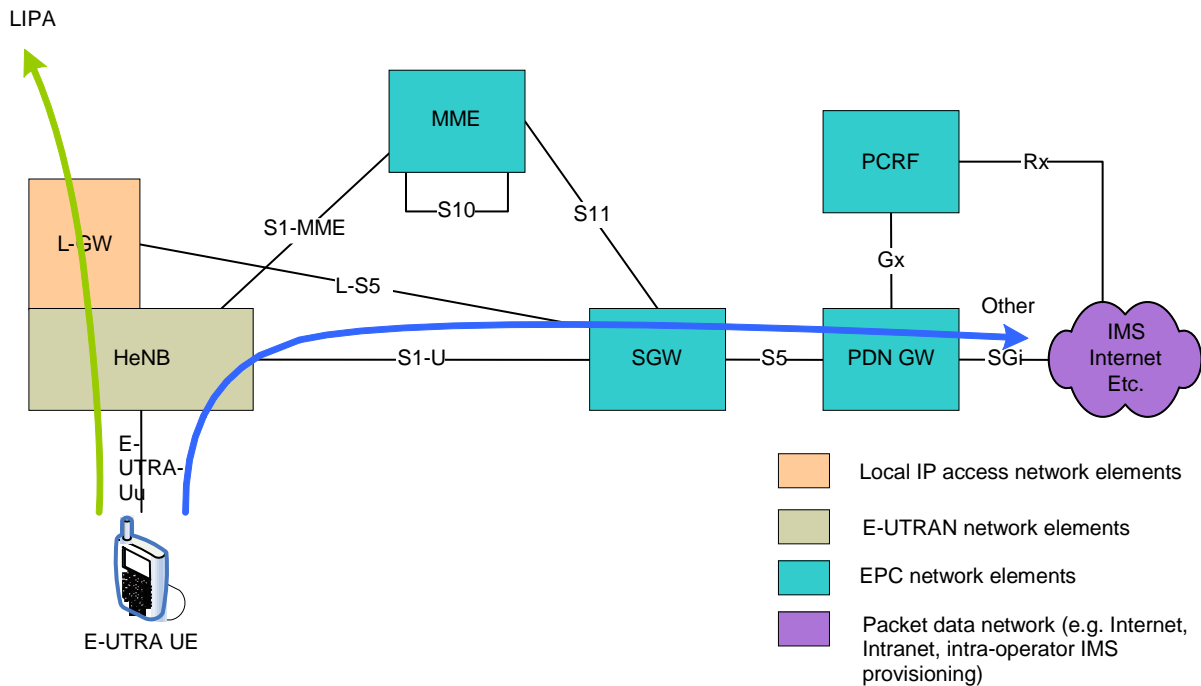 LIPA
MME
PCRF
Rx
S10
S11
S1-MME
L-GW
Gx
L-S5
Other
HeNB
S1-U
SGW
S5
PDN GW
SGi
IMS
Internet
Etc.
E-
UTRA-
Uu
E-UTRA UE
Local IP access network elements
E-UTRAN network elements
EPC network elements
Packet data network (e.g. Internet,
Intranet, intra-operator IMS
provisioning)